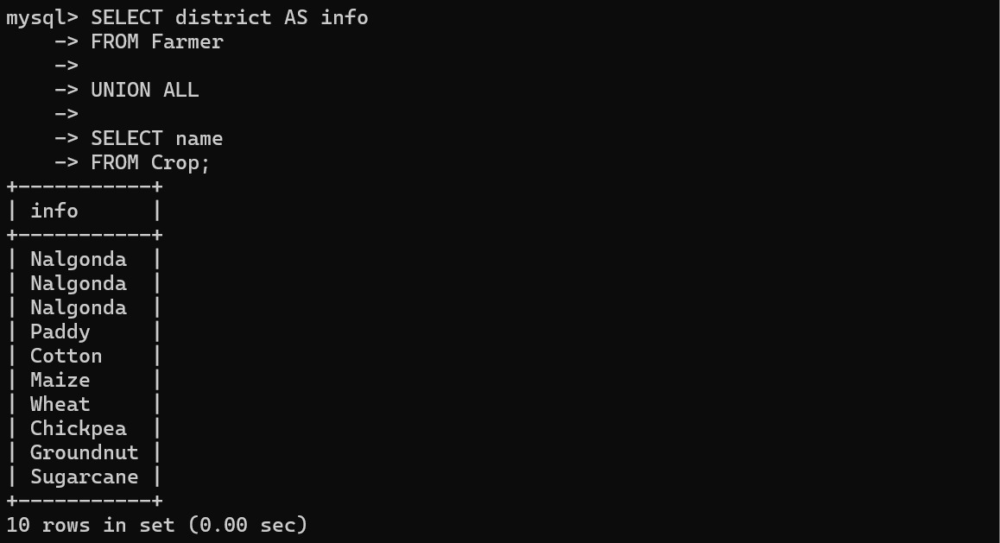 mysql> SELECT district AS info
    -> FROM Farmer
    ->
    -> UNION ALL
    ->
    -> SELECT name
    -> FROM Crop;
+-----------+
| info      |
+-----------+
| Nalgonda  |
| Nalgonda  |
| Nalgonda  |
| Paddy     |
| Cotton    |
| Maize     |
| Wheat     |
| Chickpea  |
| Groundnut |
| Sugarcane |
+-----------+
10 rows in set (0.00 sec)